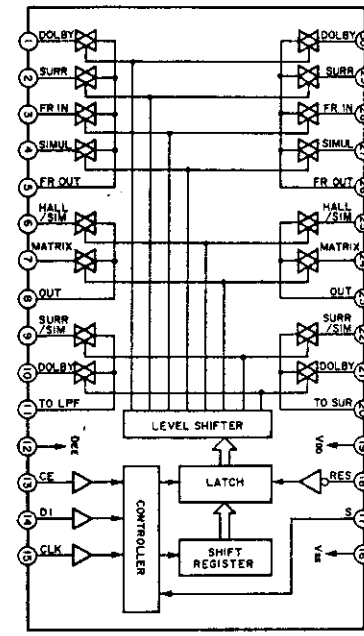 1 DOLBY DOLBY
2 SURR SURR
3 FR IN FR IN
4 SIMUL SIMUL
5 FR OUT FR OUT
6 HALL /SIM HALL /SIM
7 MATRIX MATRIX
8 OUT OUT
9 SURR /SIM SURR /SIM
10 DOLBY DOLBY
11 TO LPF TO SUR
LEVEL SHIFTER
12 VDD 19
13 CE LATCH RES 18
14 DI CONTROLLER S
15 CLK SHIFT REGISTER VSS 16